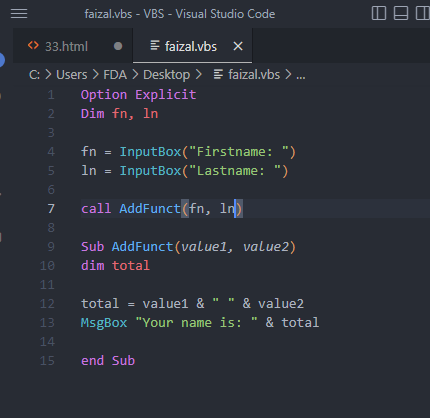 faizal.vbs - VBS - Visual Studio Code
33.html faizal.vbs
C: > Users > FDA > Desktop > faizal.vbs > ...
1 Option Explicit
2 Dim fn, ln
3
4 fn = InputBox("Firstname: ")
5 ln = InputBox("Lastname: ")
6
7 call AddFunct(fn, ln)
8
9 Sub AddFunct(value1, value2)
10 dim total
11
12 total = value1 & " " & value2
13 MsgBox "Your name is: " & total
14
15 end Sub